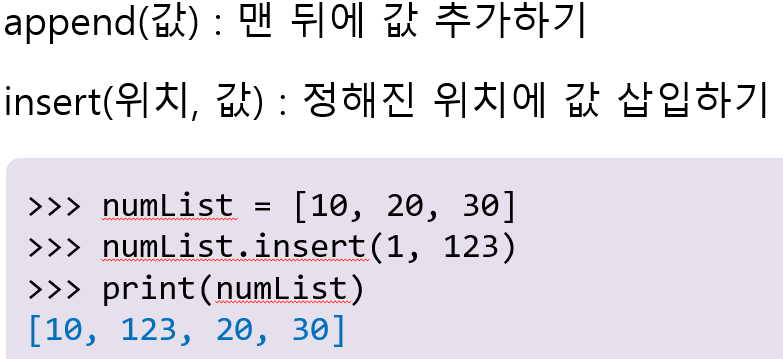 append(값) : 맨 뒤에 값 추가하기
insert(위치, 값) : 정해진 위치에 값 삽입하기
>>> numList = [10, 20, 30]
>>> numList.insert(1, 123)
>>> print(numList)
[10, 123, 20, 30]